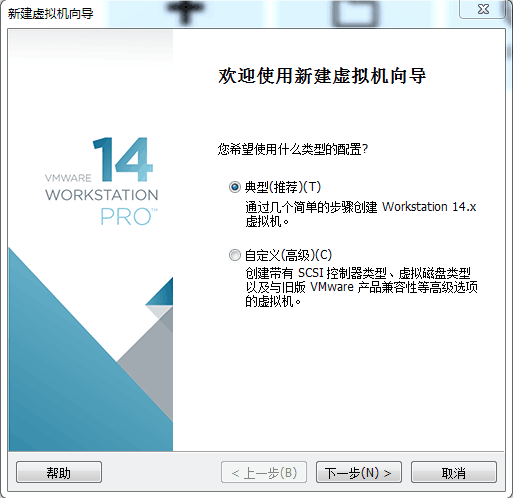 新建虚拟机向导
欢迎使用新建虚拟机向导
VMWARE 14
WORKSTATION
PRO™
您希望使用什么类型的配置?
典型(推荐)(T)
通过几个简单的步骤创建 Workstation 14.x
虚拟机。
自定义(高级)(C)
创建带有 SCSI 控制器类型、虚拟磁盘类型
以及与旧版 VMware 产品兼容性等高级选项
的虚拟机。
帮助
< 上一步(B)
下一步(N) >
取消